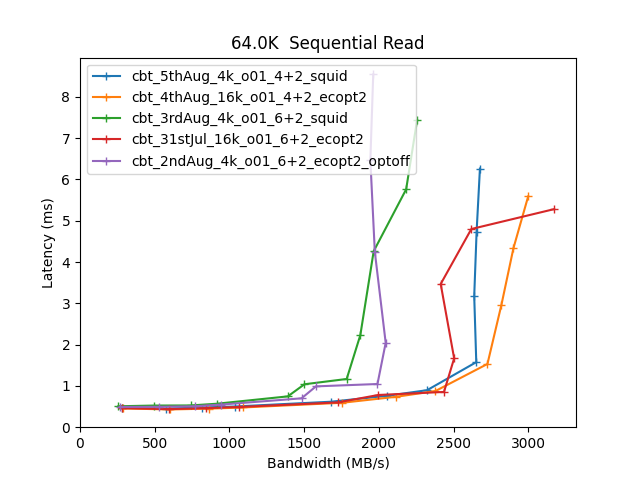 64.0K  Sequential Read
cbt_5thAug_4k_o01_4+2_squid
cbt_4thAug_16k_o01_4+2_ecopt2
cbt_3rdAug_4k_o01_6+2_squid
cbt_31stJul_16k_o01_6+2_ecopt2
cbt_2ndAug_4k_o01_6+2_ecopt2_optoff
Latency (ms)
8
7
6
5
4
3
2
1
0
0 500 1000 1500 2000 2500 3000
Bandwidth (MB/s)